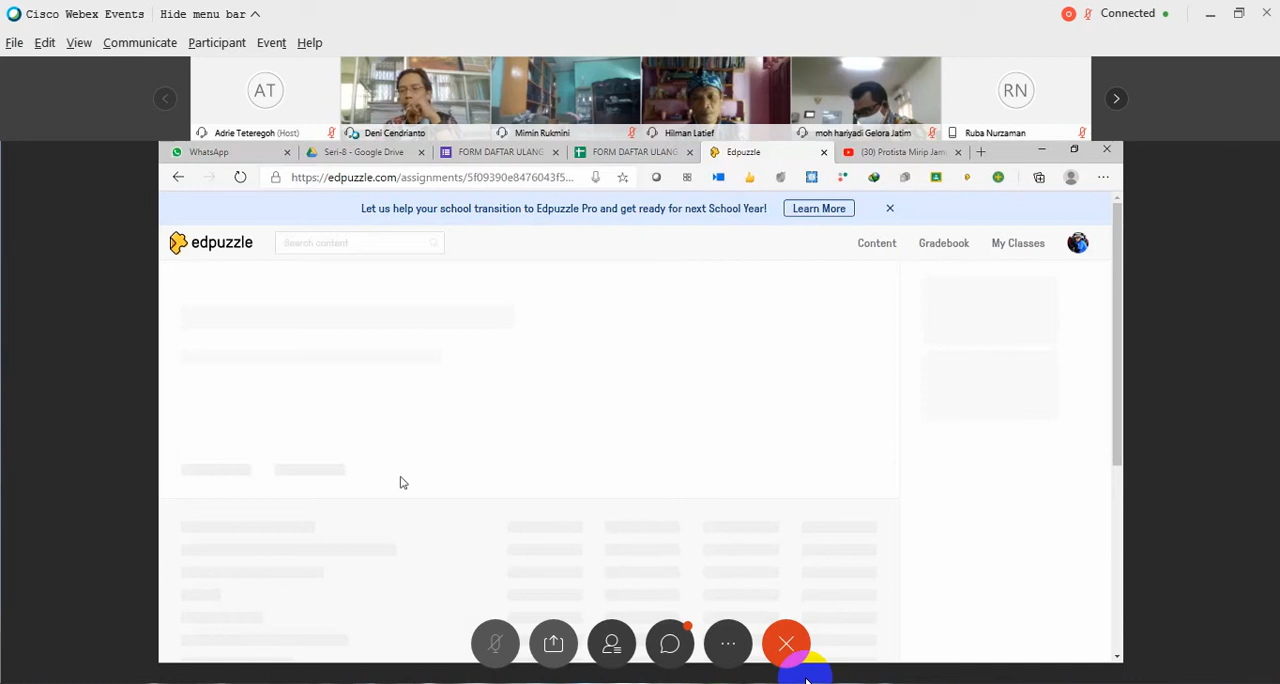 Cisco Webex Events
Hide menu bar
Connected
File Edit View Communicate Participant Event Help
AT
RN
Adrie Teteregoh (Host)
Deni Cendrianto
Mimin Rukmini
Hilman Latief
moh hariyadi Gelora Jatim
Ruba Nurzaman
WhatsApp
Seri-8 - Google Drive
FORM DAFTAR ULANG
FORM DAFTAR ULANG
Edpuzzle
(30) Protista Mirip Jam
https://edpuzzle.com/assignments/5f09390e8476043f5...
Let us help your school transition to Edpuzzle Pro and get ready for next School Year!
Learn More
edpuzzle
Search content
Content
Gradebook
My Classes